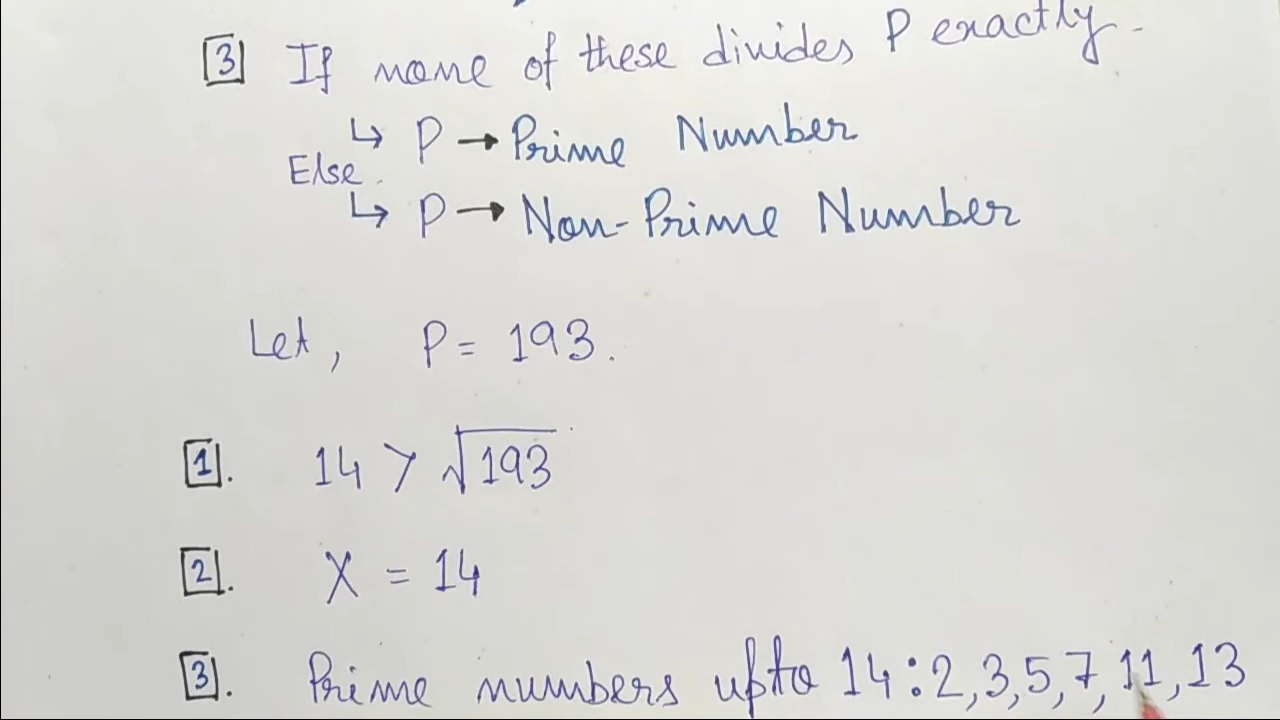 3 If none of these divides P exactly.
↳ P → Prime Number
Else.
↳ P → Non-Prime Number
Let, P = 193.
1. 14 > √193
2. X = 14
3. Prime numbers upto 14: 2, 3, 5, 7, 11, 13